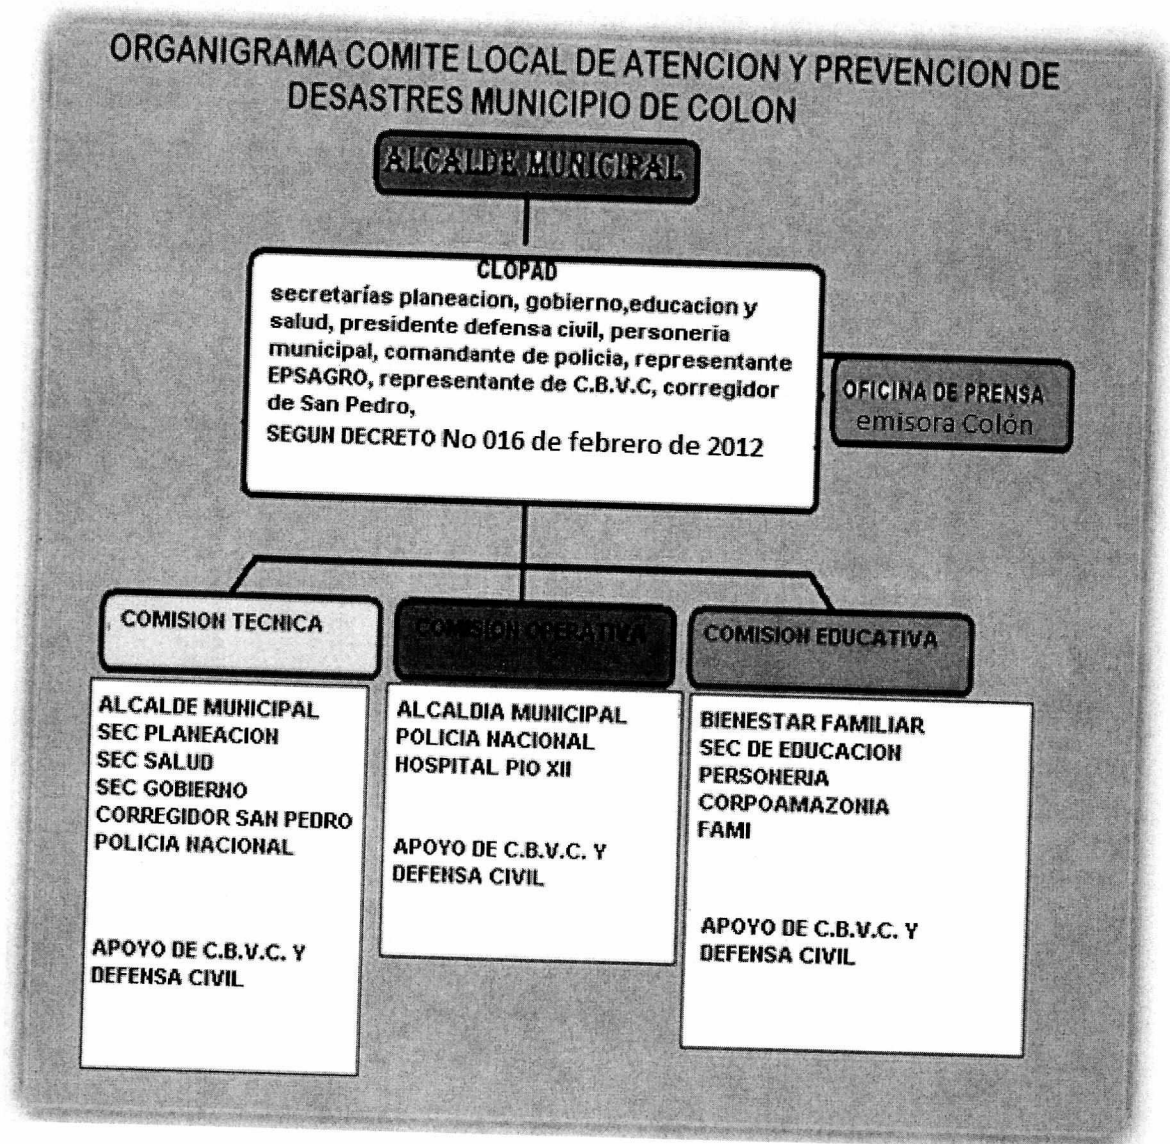 ORGANIGRAMA COMITE LOCAL DE ATENCION Y PREVENCION DE
DESASTRES MUNICIPIO DE COLON
ALCALDE MUNICIPAL
CLOPAD
secretarías planeacion, gobierno,educacion y
salud, presidente defensa civil, personeria
municipal, comandante de policia, representante
EPSAGRO, representante de C.B.V.C, corregidor
de San Pedro,
SEGUN DECRETO No 016 de febrero de 2012
OFICINA DE PRENSA
emisora Colón
COMISION TECNICA
ALCALDE MUNICIPAL
SEC PLANEACION
SEC SALUD
SEC GOBIERNO
CORREGIDOR SAN PEDRO
POLICIA NACIONAL
APOYO DE C.B.V.C. Y
DEFENSA CIVIL
COMISION OPERATIVA
ALCALDIA MUNICIPAL
POLICIA NACIONAL
HOSPITAL PIO XII
APOYO DE C.B.V.C. Y
DEFENSA CIVIL
COMISION EDUCATIVA
BIENESTAR FAMILIAR
SEC DE EDUCACION
PERSONERIA
CORPOAMAZONIA
FAMI
APOYO DE C.B.V.C. Y
DEFENSA CIVIL